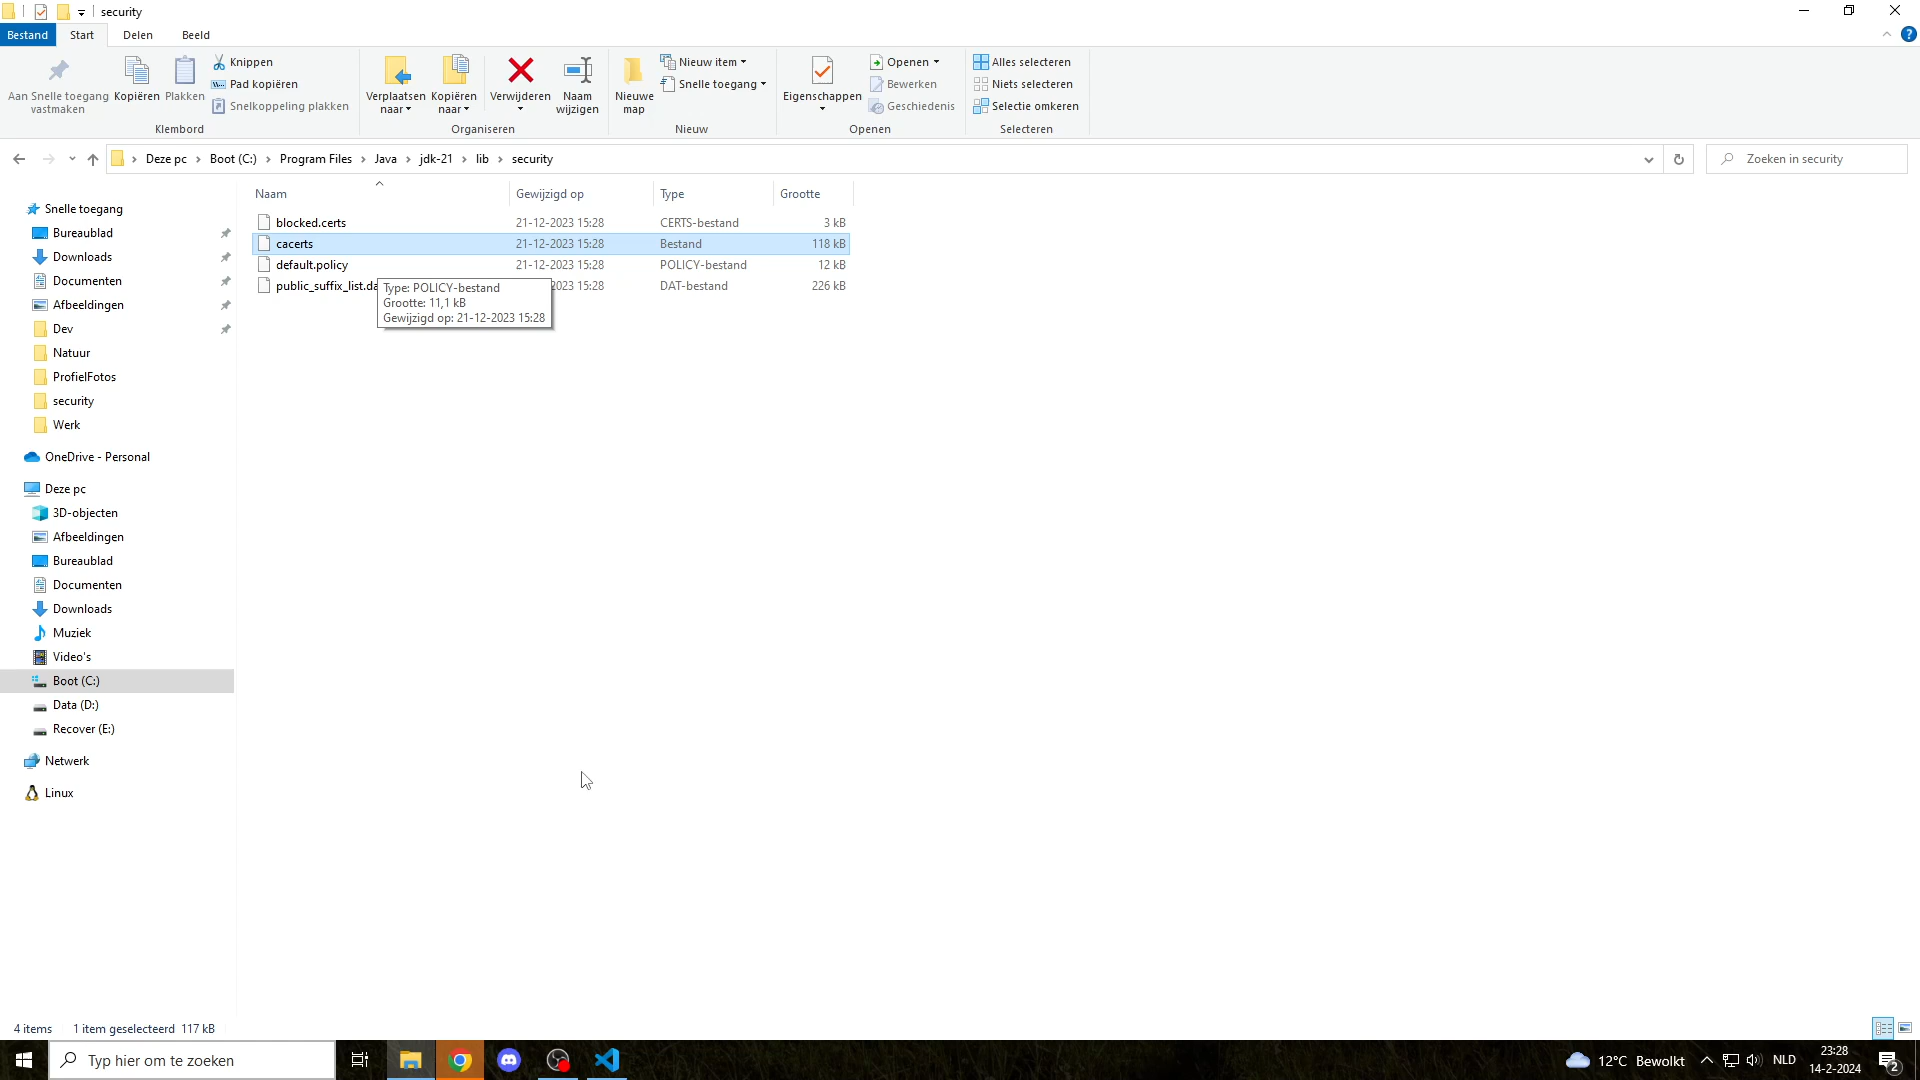 security
Bestand Start Delen Beeld
Aan Snelle toegang vastmaken
Kopiëren
Plakken
Knippen
Pad kopiëren
Snelkoppeling plakken
Klembord
Verplaatsen naar
Kopiëren naar
Verwijderen
Naam wijzigen
Organiseren
Nieuwe map
Nieuw item
Snelle toegang
Nieuw
Eigenschappen
Openen
Bewerken
Geschiedenis
Openen
Alles selecteren
Niets selecteren
Selectie omkeren
Selecteren
Deze pc › Boot (C:) › Program Files › Java › jdk-21 › lib › security
Zoeken in security
Snelle toegang
Bureaublad
Downloads
Documenten
Afbeeldingen
Dev
Natuur
ProfielFotos
security
Werk
OneDrive - Personal
Deze pc
3D-objecten
Afbeeldingen
Bureaublad
Documenten
Downloads
Muziek
Video's
Boot (C:)
Data (D:)
Recover (E:)
Netwerk
Linux
Naam Gewijzigd op Type Grootte
blocked.certs 21-12-2023 15:28 CERTS-bestand 3 kB
cacerts 21-12-2023 15:28 Bestand 118 kB
default.policy 21-12-2023 15:28 POLICY-bestand 12 kB
public_suffix_list.da 2023 15:28 DAT-bestand 226 kB
Type: POLICY-bestand
Grootte: 11,1 kB
Gewijzigd op: 21-12-2023 15:28
4 items 1 item geselecteerd 117 kB
Typ hier om te zoeken
12°C Bewolkt
NLD
23:28
14-2-2024
2